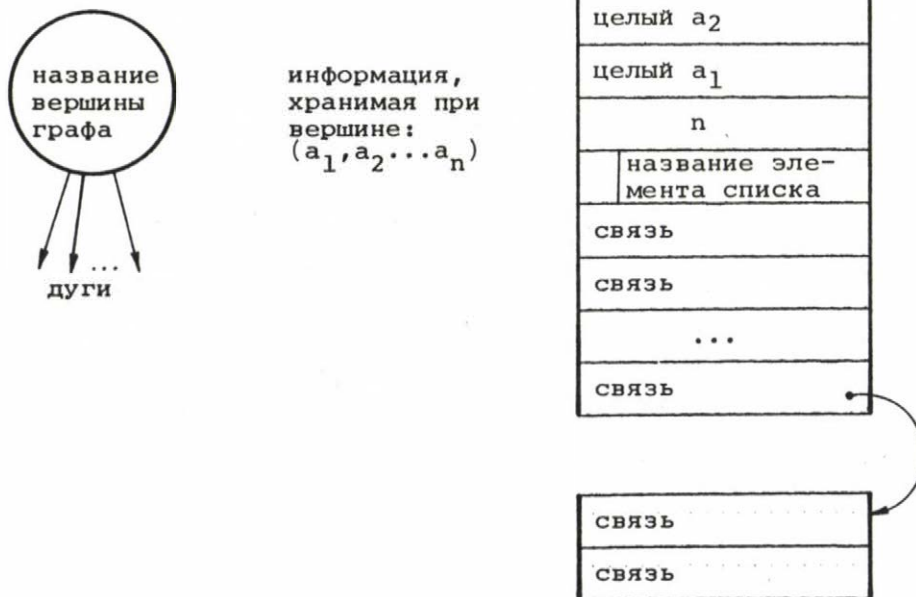 название
вершины
графа
...
дуги
информация,
хранимая при
вершине:
(a₁,a₂...aₙ)
целый a₂
целый a₁
n
название эле-
мента списка
связь
связь
...
связь
связь
связь